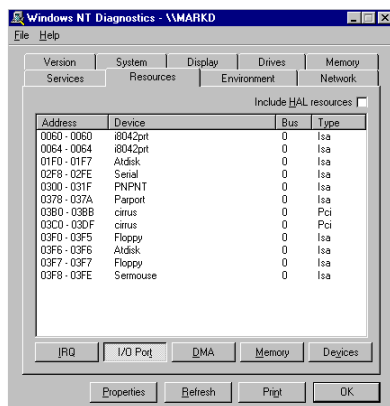 Windows NT Diagnostics - \\MARKD
File Help
Version System Display Drives Memory
Services Resources Environment Network
Include HAL resources
Address Device Bus Type
0060 - 0060 i8042prt 0 Isa
0064 - 0064 i8042prt 0 Isa
01F0 - 01F7 Atdisk 0 Isa
02F8 - 02FE Serial 0 Isa
0300 - 031F PNPNT 0 Isa
0378 - 037A Parport 0 Isa
03B0 - 03BB cirrus 0 Pci
03C0 - 03DF cirrus 0 Pci
03F0 - 03F5 Floppy 0 Isa
03F6 - 03F6 Atdisk 0 Isa
03F7 - 03F7 Floppy 0 Isa
03F8 - 03FE Sermouse 0 Isa
IRQ I/O Port DMA Memory Devices
Properties Refresh Print OK